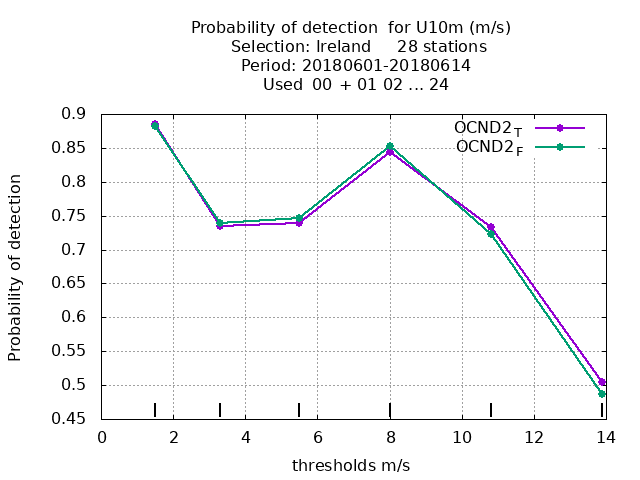 Probability of detection  for U10m (m/s)
Selection: Ireland     28 stations
Period: 20180601-20180614
Used  00 + 01 02 ... 24
OCND2T
OCND2F
Probability of detection
0.9
0.85
0.8
0.75
0.7
0.65
0.6
0.55
0.5
0.45
0 2 4 6 8 10 12 14
thresholds m/s